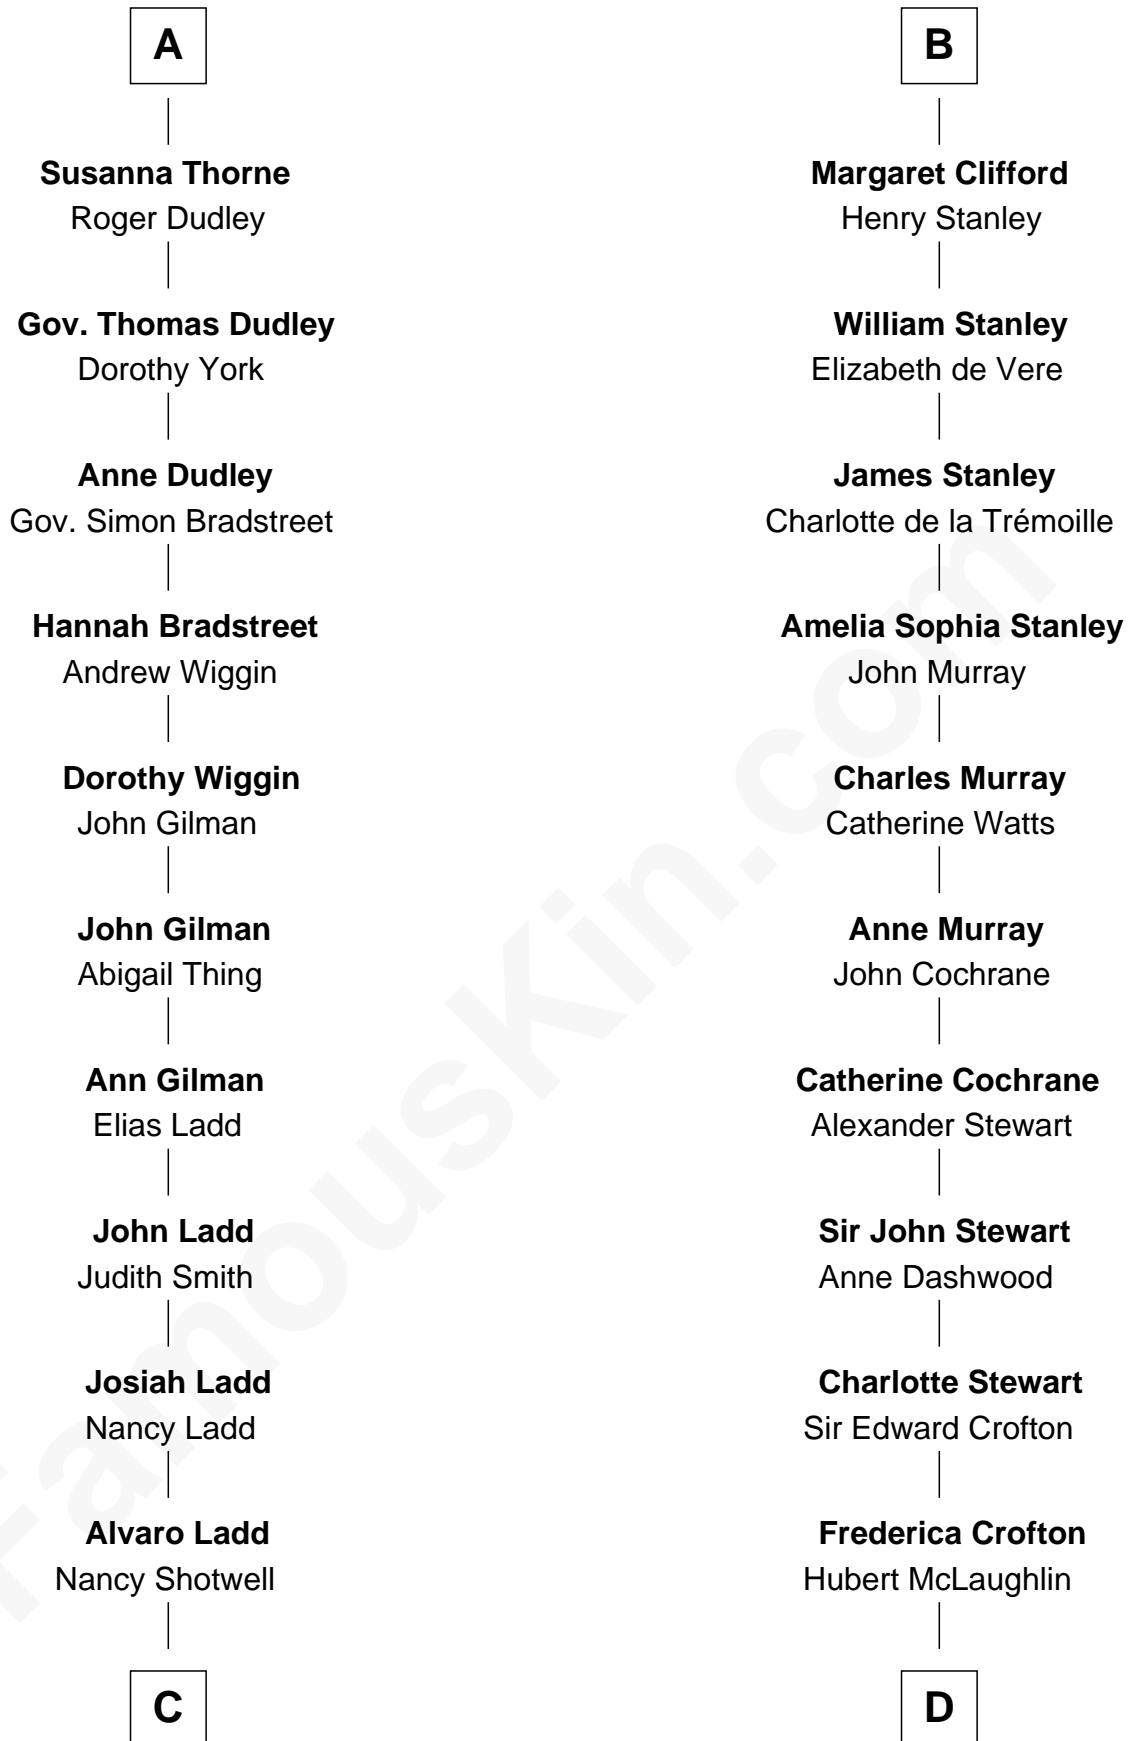 A
Susanna Thorne
Roger Dudley
Gov. Thomas Dudley
Dorothy York
Anne Dudley
Gov. Simon Bradstreet
Hannah Bradstreet
Andrew Wiggin
Dorothy Wiggin
John Gilman
John Gilman
Abigail Thing
Ann Gilman
Elias Ladd
John Ladd
Judith Smith
Josiah Ladd
Nancy Ladd
Alvaro Ladd
Nancy Shotwell
C
B
Margaret Clifford
Henry Stanley
William Stanley
Elizabeth de Vere
James Stanley
Charlotte de la Trémoille
Amelia Sophia Stanley
John Murray
Charles Murray
Catherine Watts
Anne Murray
John Cochrane
Catherine Cochrane
Alexander Stewart
Sir John Stewart
Anne Dashwood
Charlotte Stewart
Sir Edward Crofton
Frederica Crofton
Hubert McLaughlin
D
FamousKin.com